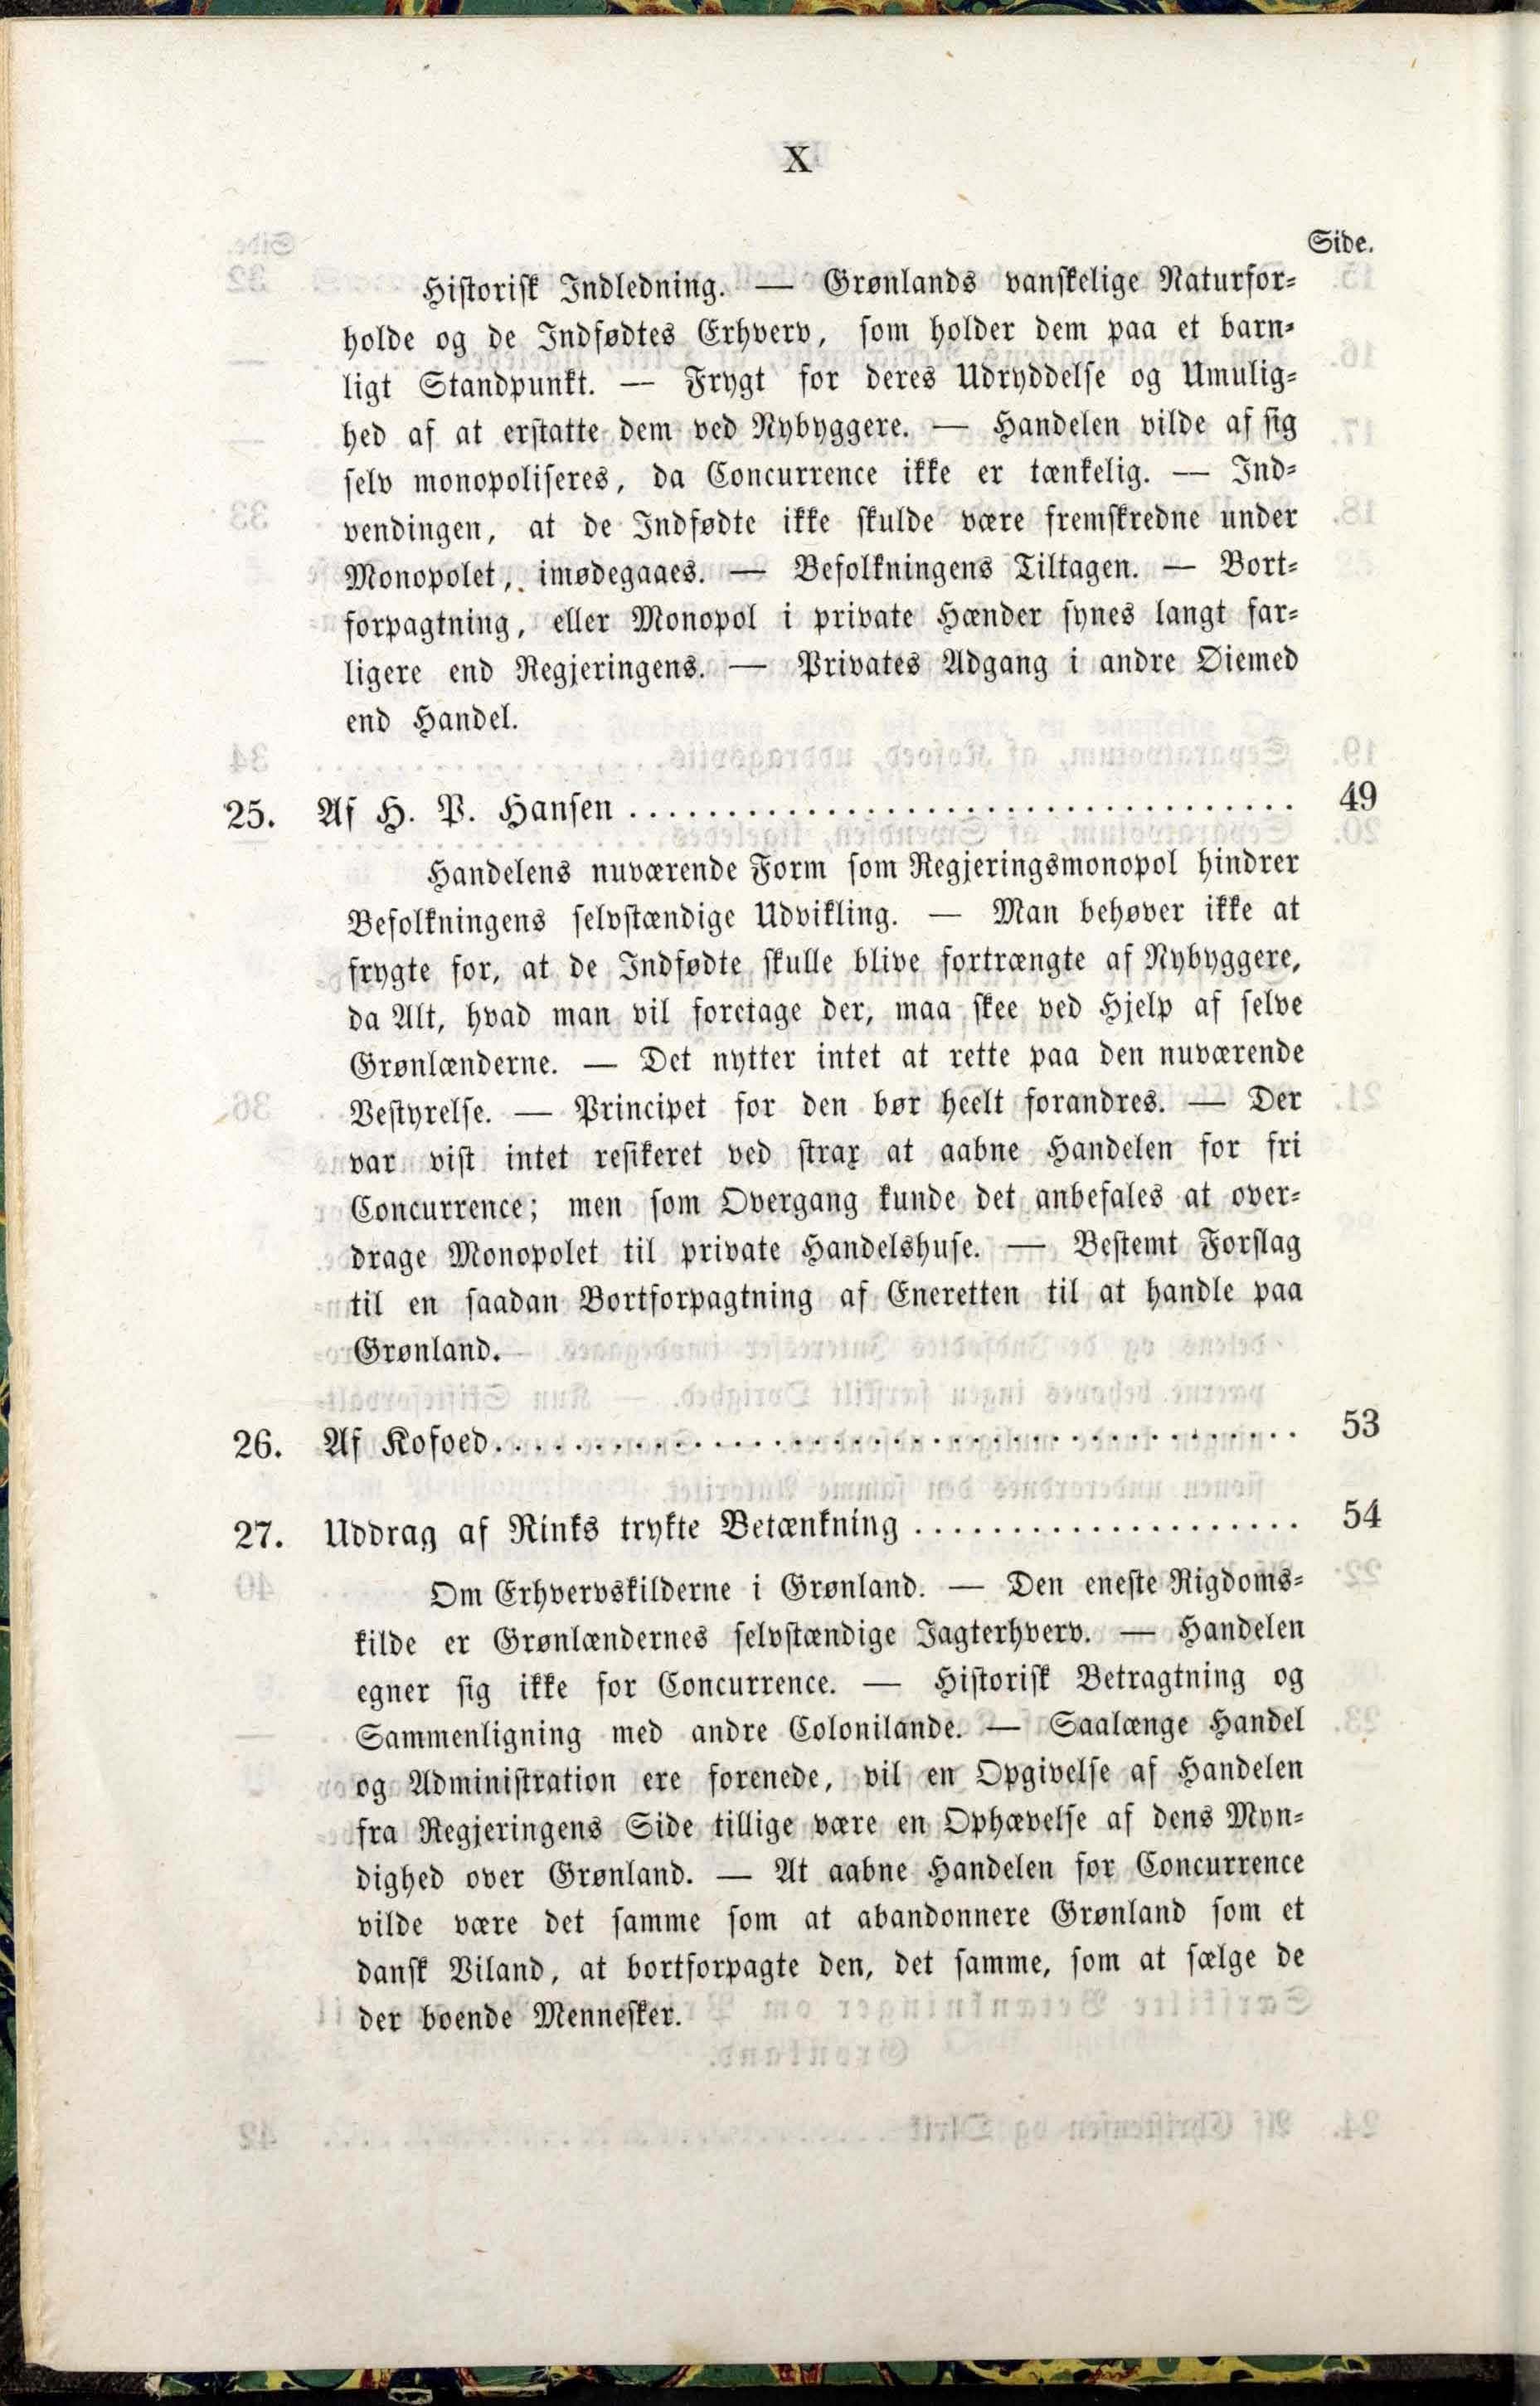 X
Side.
Historisk Indledning. — Grønlands vanskelige Naturfor-
holde og de Indfødtes Erhverv, som holder dem paa et barn-
ligt Standpunkt. — Frygt for deres Udryddelse og Umulig-
hed af at erstatte dem ved Nybyggere. — Handelen vilde af sig
selv monopoliseres, da Concurrence ikke er tænkelig. — Ind-
vendingen, at de Indfødte ikke skulde være fremskredne under
Monopolet, imødegaaes. — Befolkningens Tiltagen. — Bort-
forpagtning, eller Monopol i private Hænder synes langt far-
ligere end Regjeringens. — Privates Adgang i andre Øiemed
end Handel.
25. Af H. P. Hansen .................................. 49
Handelens nuværende Form som Regjeringsmonopol hindrer
Befolkningens selvstændige Udvikling. — Man behøver ikke at
frygte for, at de Indfødte skulle blive fortrængte af Nybyggere,
da Alt, hvad man vil foretage der, maa skee ved Hjelp af selve
Grønlænderne. — Det nytter intet at rette paa den nuværende
Bestyrelse. — Principet for den bør heelt forandres. — Der
var vist intet resikeret ved strax at aabne Handelen for fri
Concurrence; men som Overgang kunde det anbefales at over-
drage Monopolet til private Handelshuse. — Bestemt Forslag
til en saadan Bortforpagtning af Eneretten til at handle paa
Grønland.
26. Af Kofoed.......................................... 53
27. Uddrag af Rinks trykte Betænkning .................... 54
Om Erhvervskilderne i Grønland. — Den eneste Rigdoms-
kilde er Grønlændernes selvstændige Jagterhverv. — Handelen
egner sig ikke for Concurrence. — Historisk Betragtning og
Sammenligning med andre Colonilande. — Saalænge Handel
og Administration ere forenede, vil en Opgivelse af Handelen
fra Regjeringens Side tillige være en Ophævelse af dens Myn-
dighed over Grønland. — At aabne Handelen for Concurrence
vilde være det samme som at abandonnere Grønland som et
dansk Biland, at bortforpagte den, det samme, som at sælge de
der boende Mennesker.